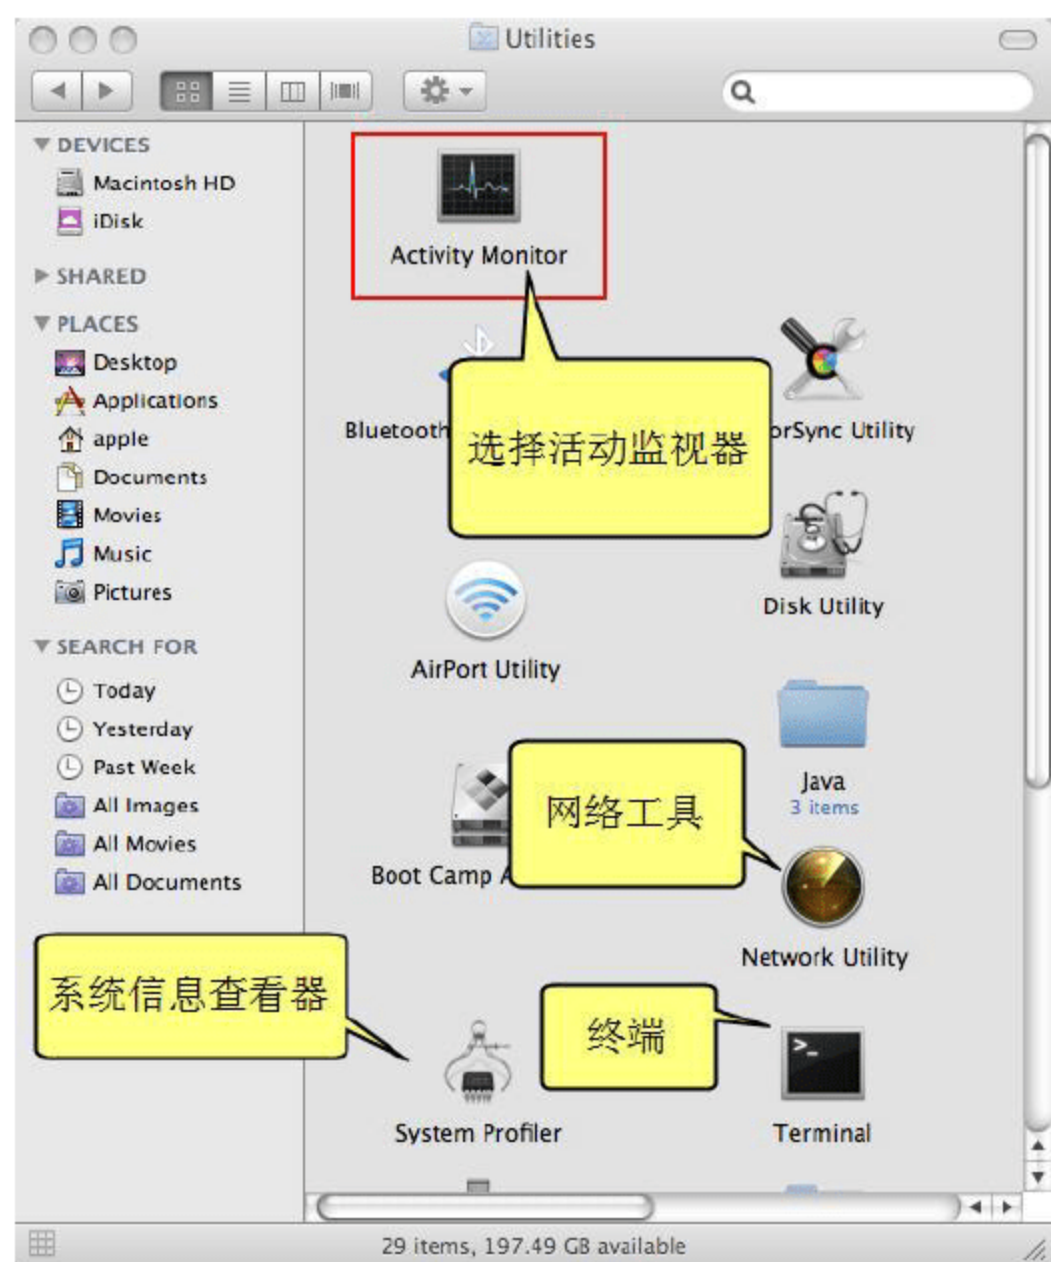 Utilities
DEVICES
Macintosh HD
iDisk
SHARED
PLACES
Desktop
Applications
apple
Documents
Movies
Music
Pictures
SEARCH FOR
Today
Yesterday
Past Week
All Images
All Movies
All Documents
Activity Monitor
选择活动监视器
Bluetooth
orSync Utility
AirPort Utility
Disk Utility
Java
3 items
网络工具
Boot Camp A
Network Utility
系统信息查看器
终端
System Profiler
>_
Terminal
29 items, 197.49 GB available